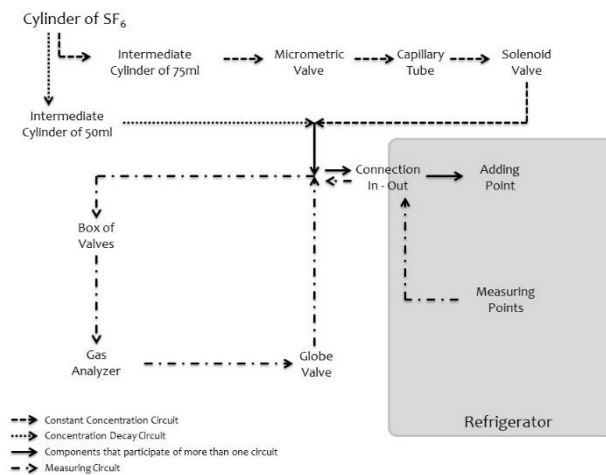 Cylinder of SF6
Intermediate
Cylinder of 75ml
Micrometric
Valve
Capillary
Tube
Solenoid
Valve
Intermediate
Cylinder of 50ml
Connection
In - Out
Adding
Point
Box of
Valves
Measuring
Points
Gas
Analyzer
Globe
Valve
Constant Concentration Circuit
Concentration Decay Circuit
Components that participate of more than one circuit
Measuring Circuit
Refrigerator